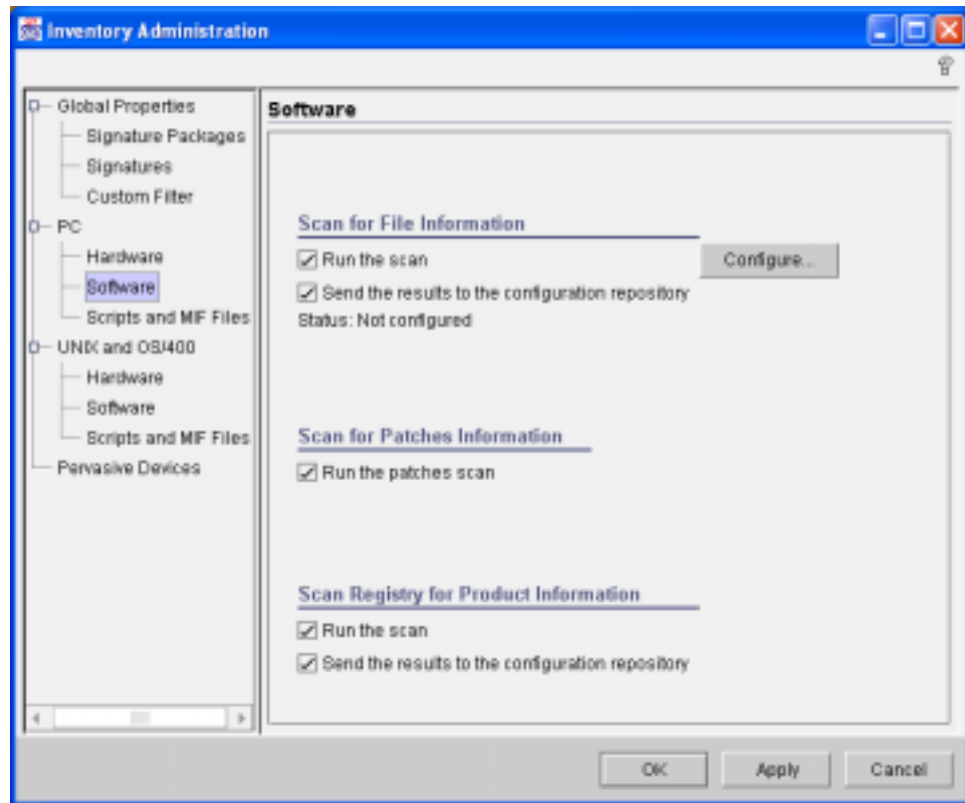 Inventory Administration
Global Properties
Signature Packages
Signatures
Custom Filter
PC
Hardware
Software
Scripts and MIF Files
UNIX and OS/400
Hardware
Software
Scripts and MIF Files
Pervasive Devices
Software
Scan for File Information
Run the scan
Configure...
Send the results to the configuration repository
Status: Not configured
Scan for Patches Information
Run the patches scan
Scan Registry for Product Information
Run the scan
Send the results to the configuration repository
OK
Apply
Cancel